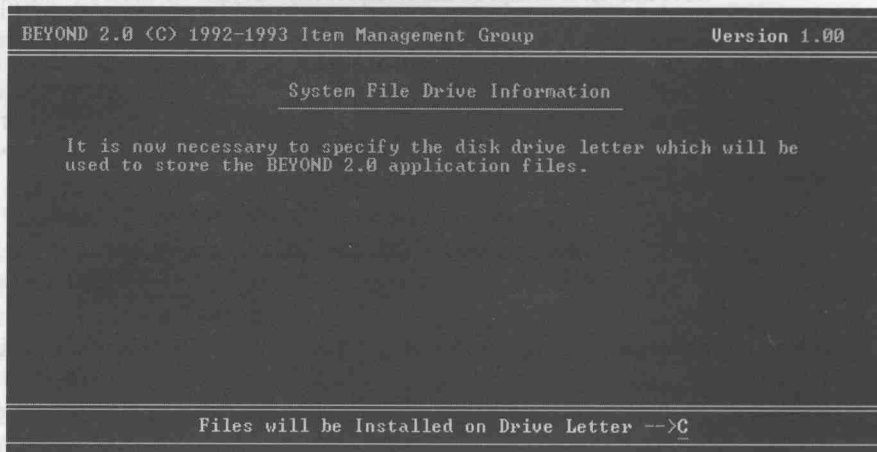 BEYOND 2.0 (C) 1992-1993 Item Management Group Version 1.00
System File Drive Information
It is now necessary to specify the disk drive letter which will be
used to store the BEYOND 2.0 application files.
Files will be Installed on Drive Letter -->C